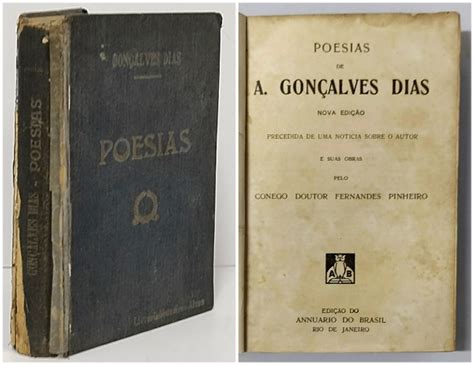 GONÇALVES DIAS - POESIAS
GONÇALVES DIAS
POESIAS
POESIAS
DE
A. GONÇALVES DIAS
NOVA EDIÇÃO
PRECEDIDA DE UMA NOTICIA SOBRE O AUTOR
E SUAS OBRAS
PELO
CONEGO DOUTOR FERNANDES PINHEIRO
A B
EDIÇÃO DO
ANNUARIO DO BRASIL
RIO DE JANEIRO